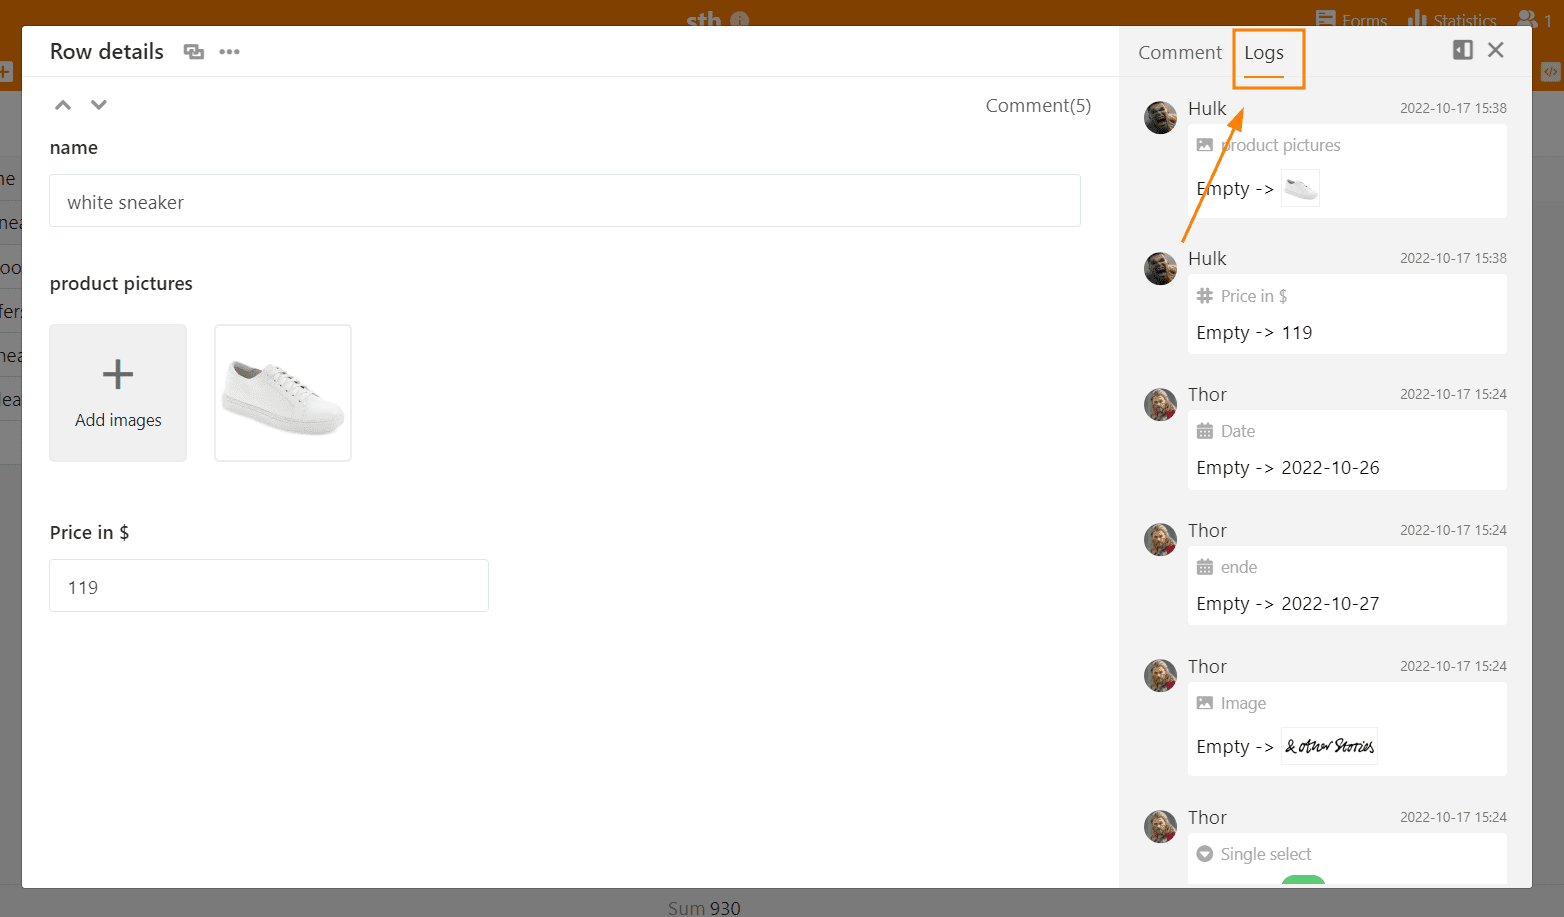 sth
Forms
Statistics
1
Row details
Comment
Logs
Comment(5)
name
white sneaker
product pictures
Add images
Price in $
119
Hulk 2022-10-17 15:38
product pictures
Empty ->
Hulk 2022-10-17 15:38
Price in $
Empty -> 119
Thor 2022-10-17 15:24
Date
Empty -> 2022-10-26
Thor 2022-10-17 15:24
ende
Empty -> 2022-10-27
Thor 2022-10-17 15:24
Image
Empty -> & other Stories
Thor 2022-10-17 15:24
Single select
Sum 930